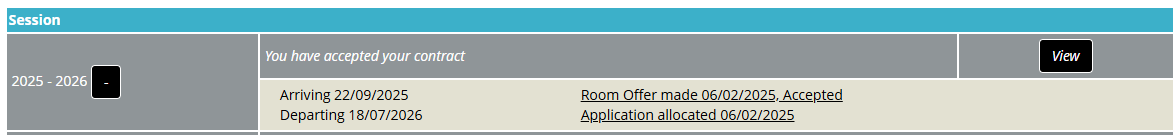 Session
2025 - 2026 -
You have accepted your contract
View
Arriving 22/09/2025 Room Offer made 06/02/2025, Accepted
Departing 18/07/2026 Application allocated 06/02/2025